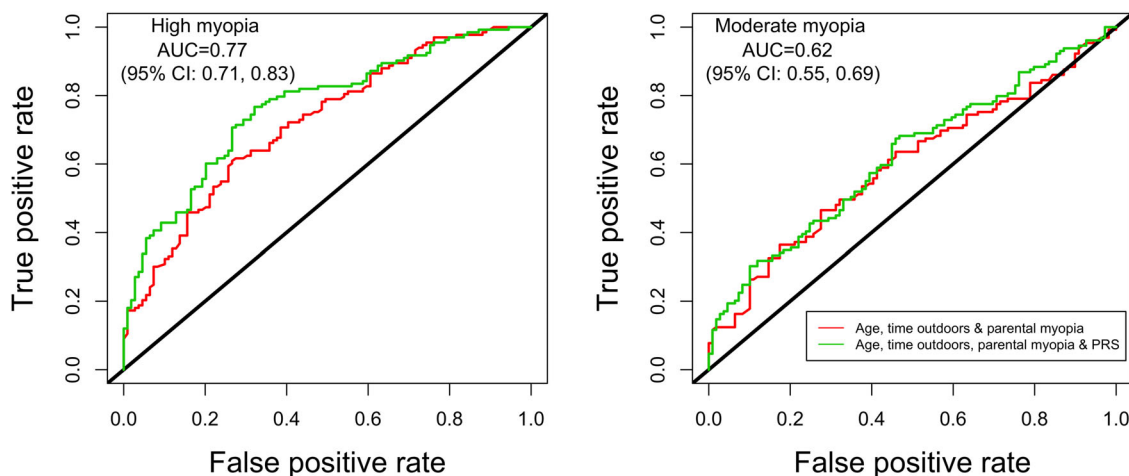 High myopia
AUC=0.77
(95% CI: 0.71, 0.83)
True positive rate
1.0
0.8
0.6
0.4
0.2
0.0
0.0 0.2 0.4 0.6 0.8 1.0
False positive rate
Moderate myopia
AUC=0.62
(95% CI: 0.55, 0.69)
True positive rate
1.0
0.8
0.6
0.4
0.2
0.0
Age, time outdoors & parental myopia
Age, time outdoors, parental myopia & PRS
0.0 0.2 0.4 0.6 0.8 1.0
False positive rate